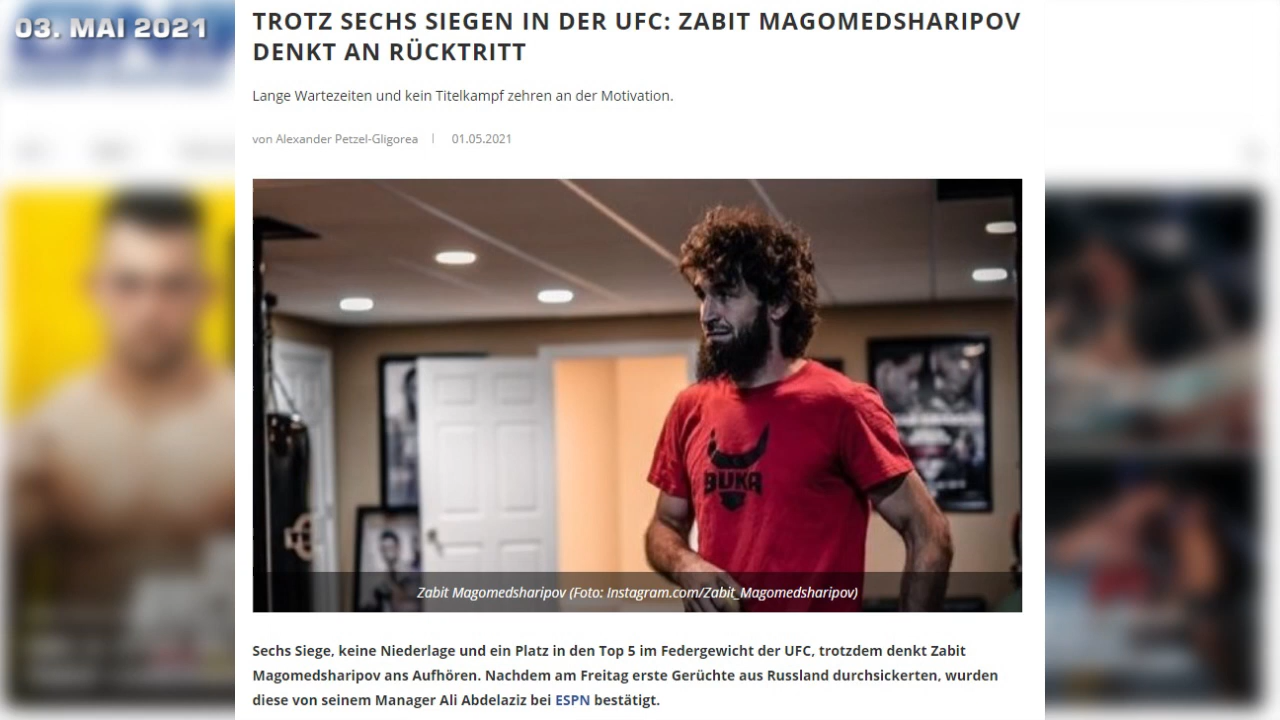 03. MAI 2021
TROTZ SECHS SIEGEN IN DER UFC: ZABIT MAGOMEDSHARIPOV
DENKT AN RÜCKTRITT
Lange Wartezeiten und kein Titelkampf zehren an der Motivation.
von Alexander Petzel-Gligorea | 01.05.2021
BUKA
Zabit Magomedsharipov (Foto: Instagram.com/Zabit_Magomedsharipov)
Sechs Siege, keine Niederlage und ein Platz in den Top 5 im Federgewicht der UFC, trotzdem denkt Zabit
Magomedsharipov ans Aufhören. Nachdem am Freitag erste Gerüchte aus Russland durchsickerten, wurden
diese von seinem Manager Ali Abdelaziz bei ESPN bestätigt.